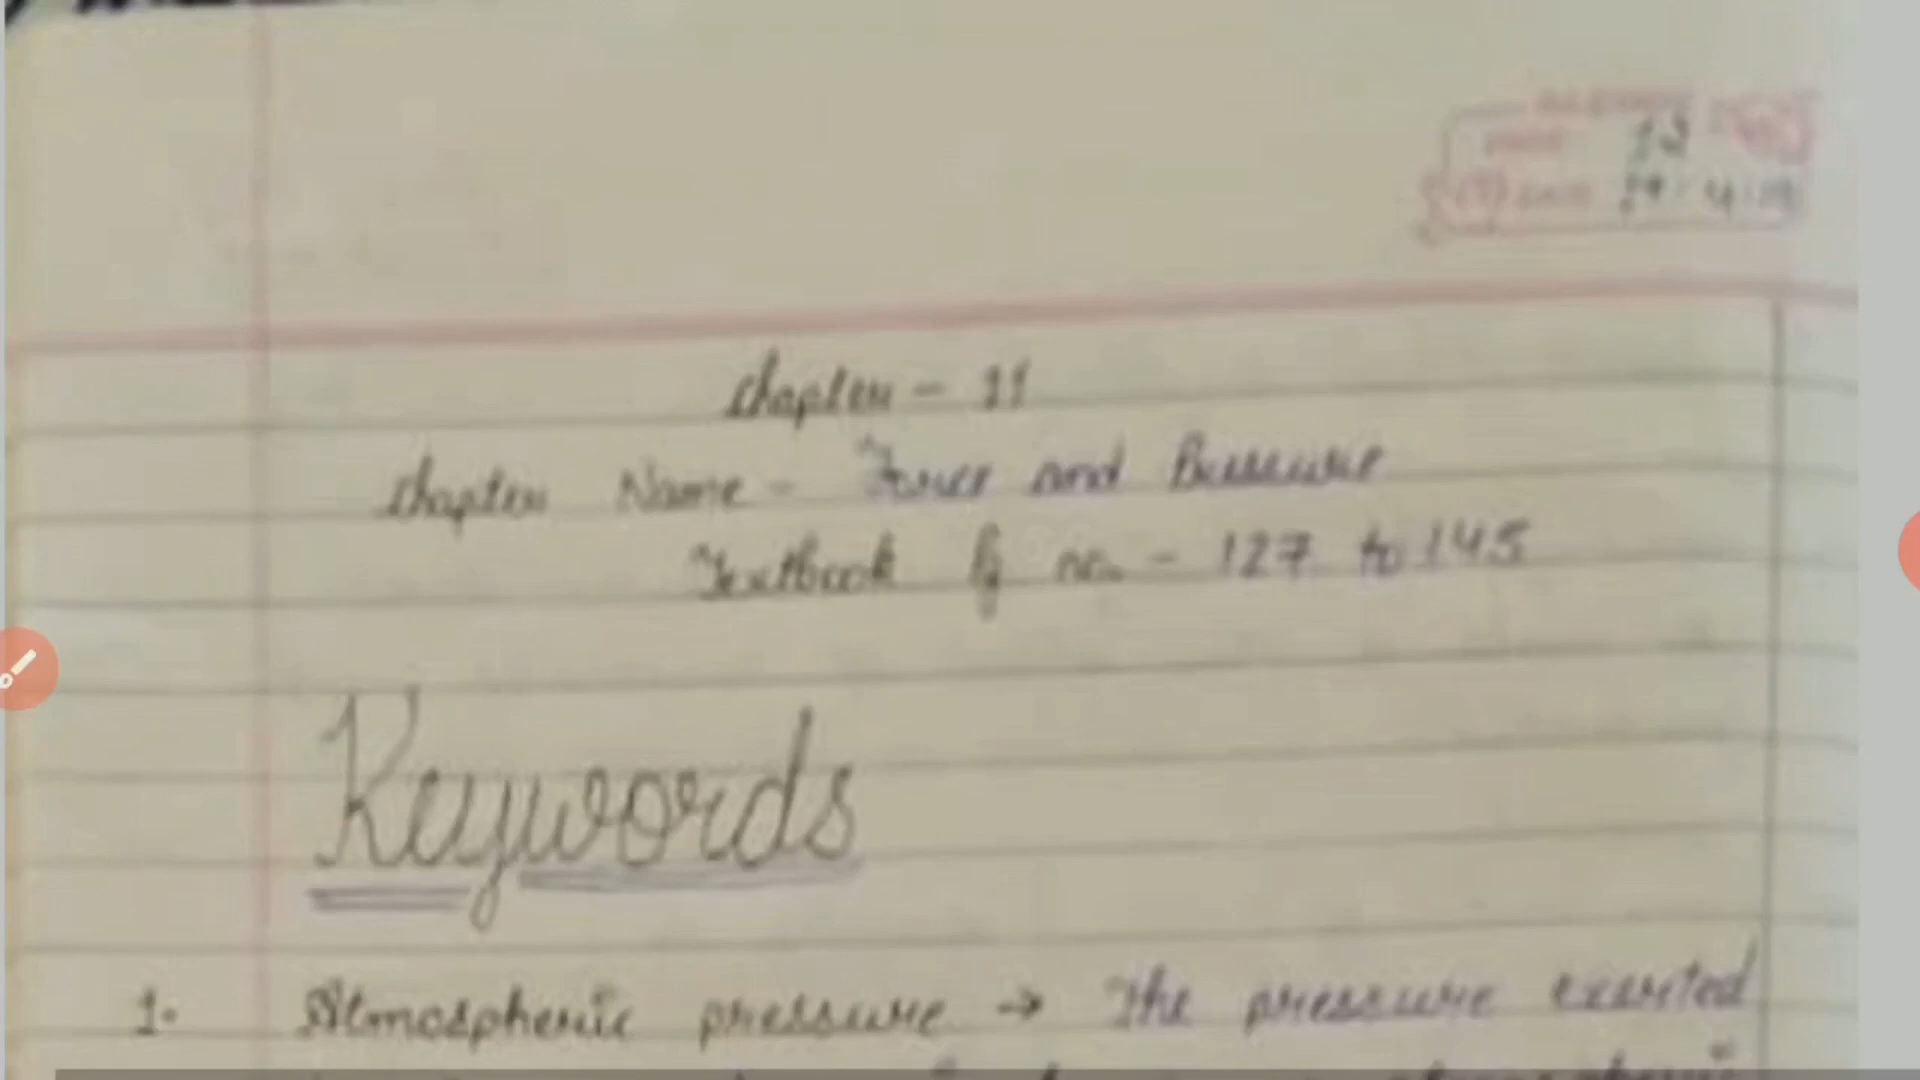 12
Chapter - 11
Chapter Name - Force and Pressure
Textbook Pg no. - 127 to 145
Keywords
1. Atmospheric pressure → The pressure exerted